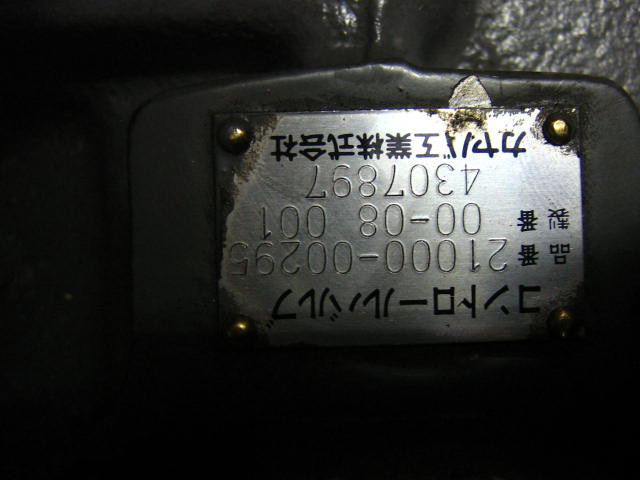 コントロールバルブ
品番 21000-00295
製番 00-08 001
4307897
カヤバ工業株式会社